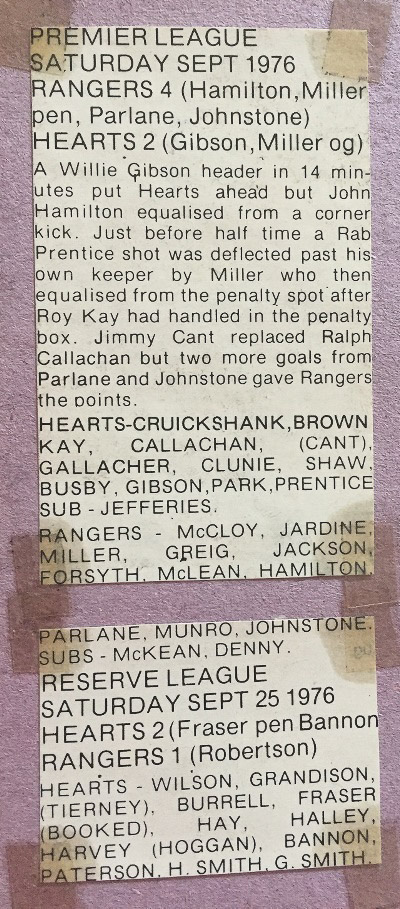 PREMIER LEAGUE
SATURDAY SEPT 1976
RANGERS 4 (Hamilton, Miller
pen, Parlane, Johnstone)
HEARTS 2 (Gibson, Miller og)
A Willie Gibson header in 14 min-
utes put Hearts ahead but John
Hamilton equalised from a corner
kick. Just before half time a Rab
Prentice shot was deflected past his
own keeper by Miller who then
equalised from the penalty spot after
Roy Kay had handled in the penalty
box. Jimmy Cant replaced Ralph
Callachan but two more goals from
Parlane and Johnstone gave Rangers
the points.
HEARTS-CRUICKSHANK, BROWN
KAY, CALLACHAN, (CANT),
GALLACHER, CLUNIE, SHAW,
BUSBY, GIBSON, PARK, PRENTICE
SUB - JEFFERIES.
RANGERS - McCLOY, JARDINE,
MILLER, GREIG, JACKSON,
FORSYTH, McLEAN, HAMILTON
PARLANE, MUNRO, JOHNSTONE.
SUBS - McKEAN, DENNY.
RESERVE LEAGUE
SATURDAY SEPT 25 1976
HEARTS 2 (Fraser pen Bannon
RANGERS 1 (Robertson)
HEARTS - WILSON, GRANDISON,
(TIERNEY), BURRELL, FRASER
(BOOKED), HAY, HALLEY,
HARVEY (HOGGAN), BANNON,
PATERSON, H. SMITH, G. SMITH.